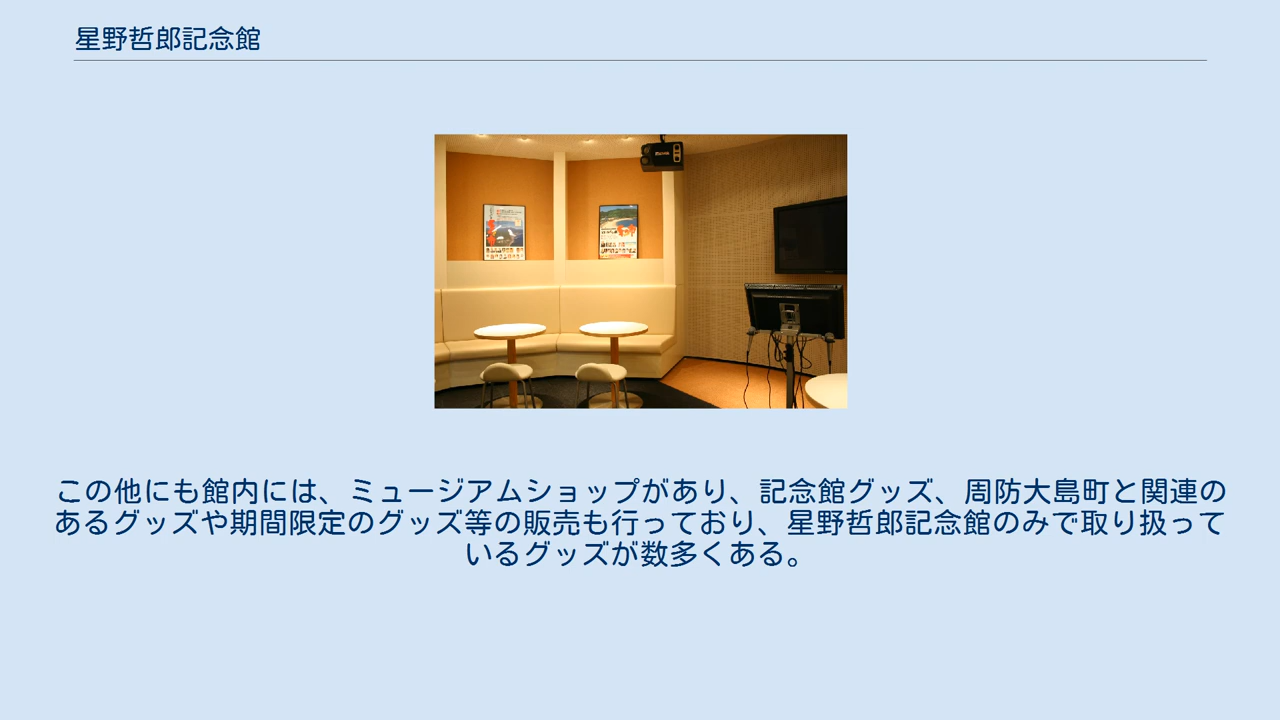 星野哲郎記念館
この他にも館内には、ミュージアムショップがあり、記念館グッズ、周防大島町と関連の
あるグッズや期間限定のグッズ等の販売も行っており、星野哲郎記念館のみで取り扱って
いるグッズが数多くある。